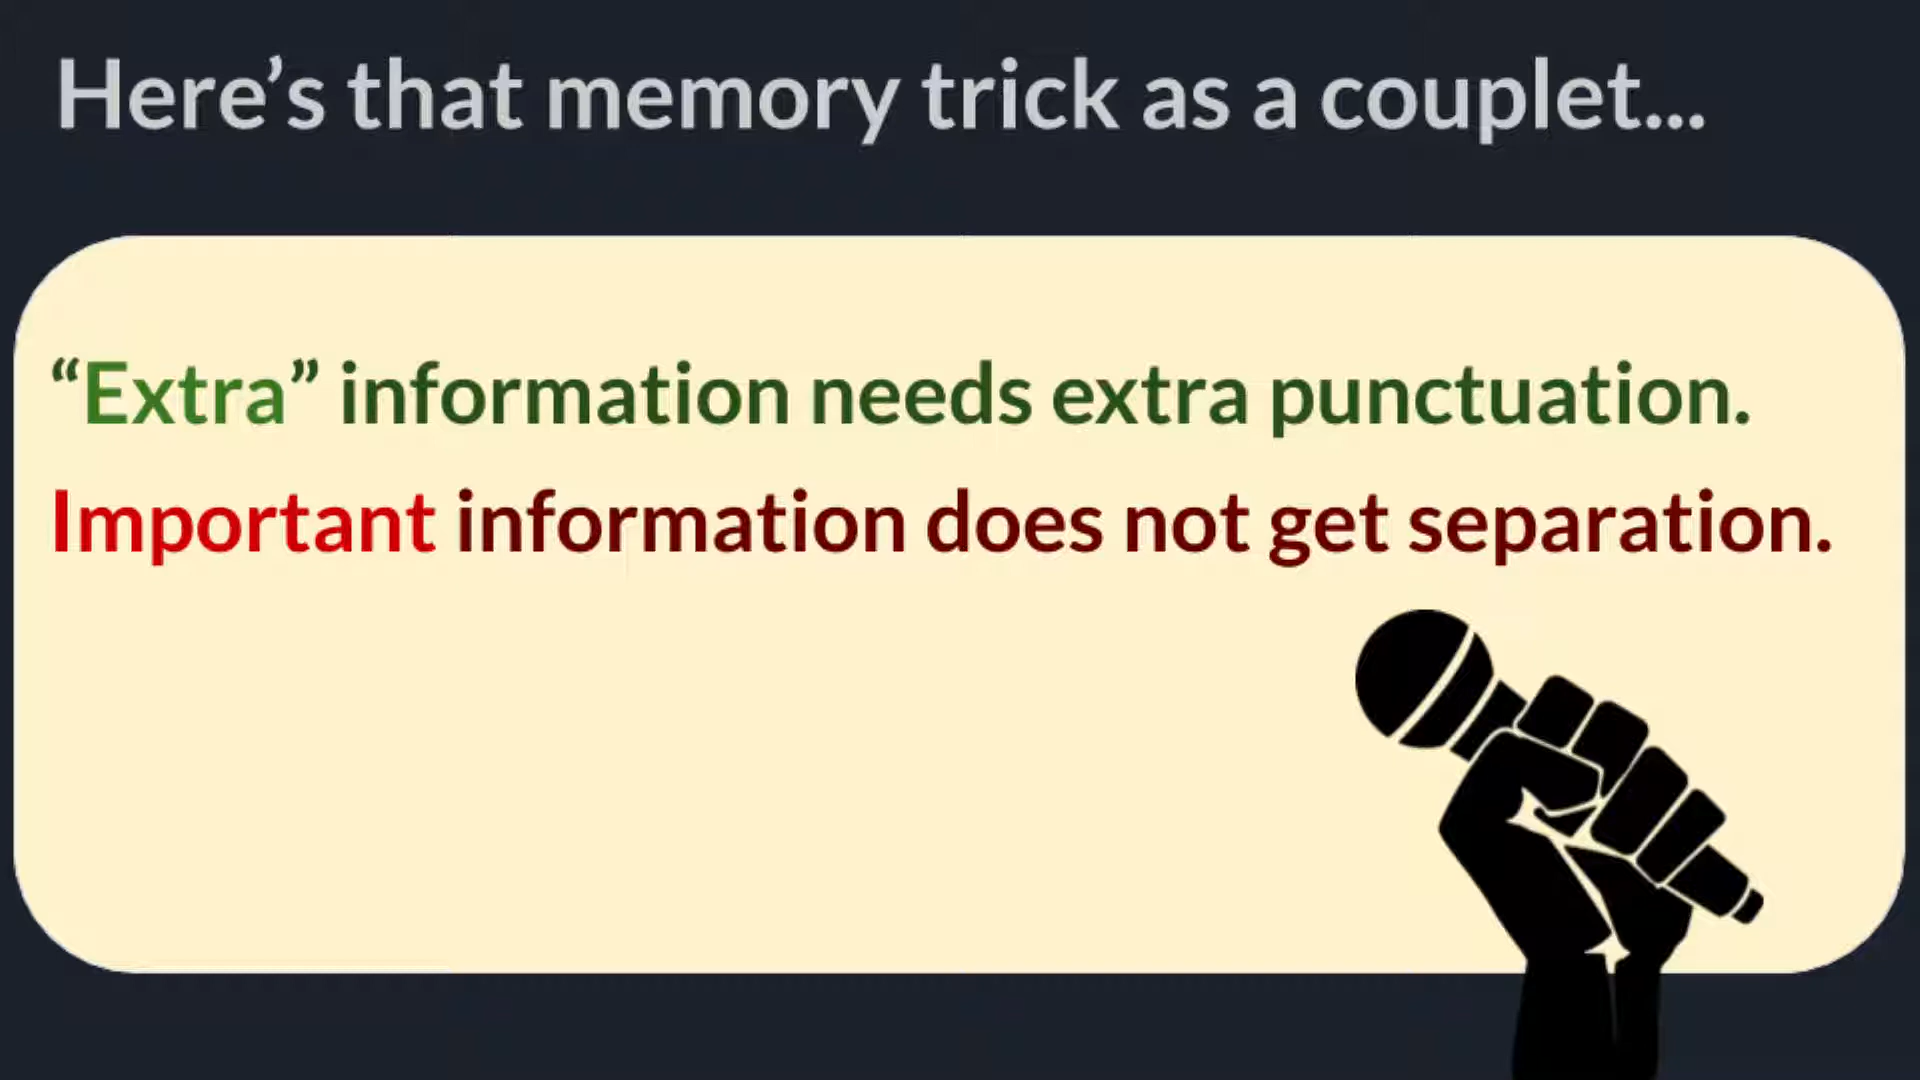 Here’s that memory trick as a couplet...
“Extra” information needs extra punctuation.
Important information does not get separation.